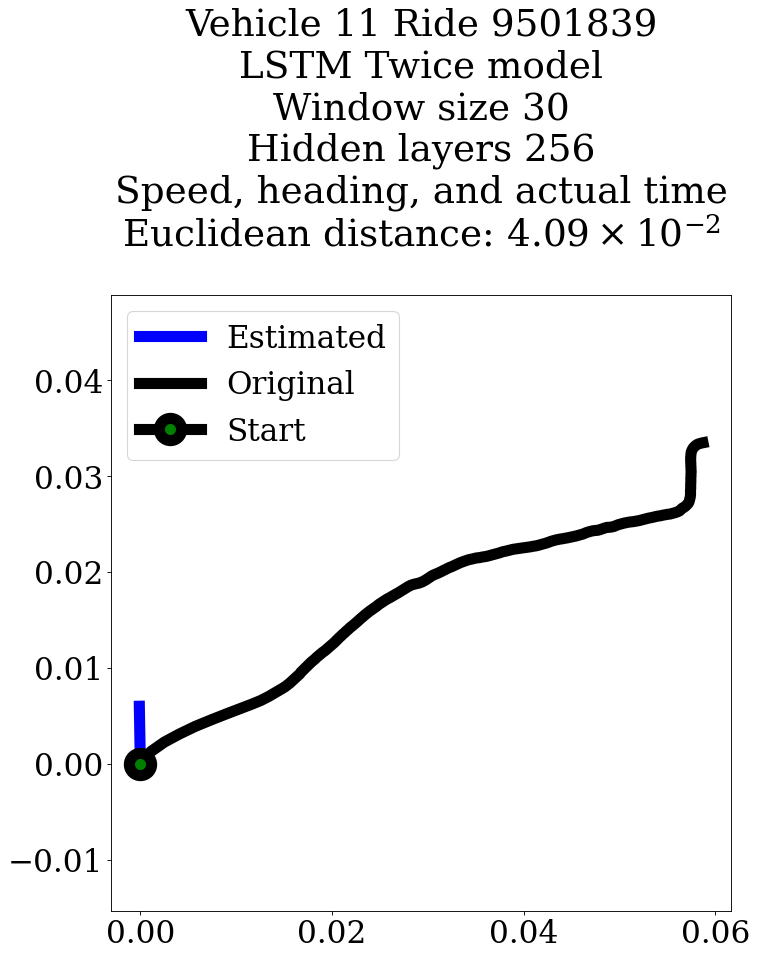 Vehicle 11 Ride 9501839
LSTM Twice model
Window size 30
Hidden layers 256
Speed, heading, and actual time
Euclidean distance: 4.09 × 10⁻²
Estimated
Original
Start
0.04
0.03
0.02
0.01
0.00
−0.01
0.00 0.02 0.04 0.06